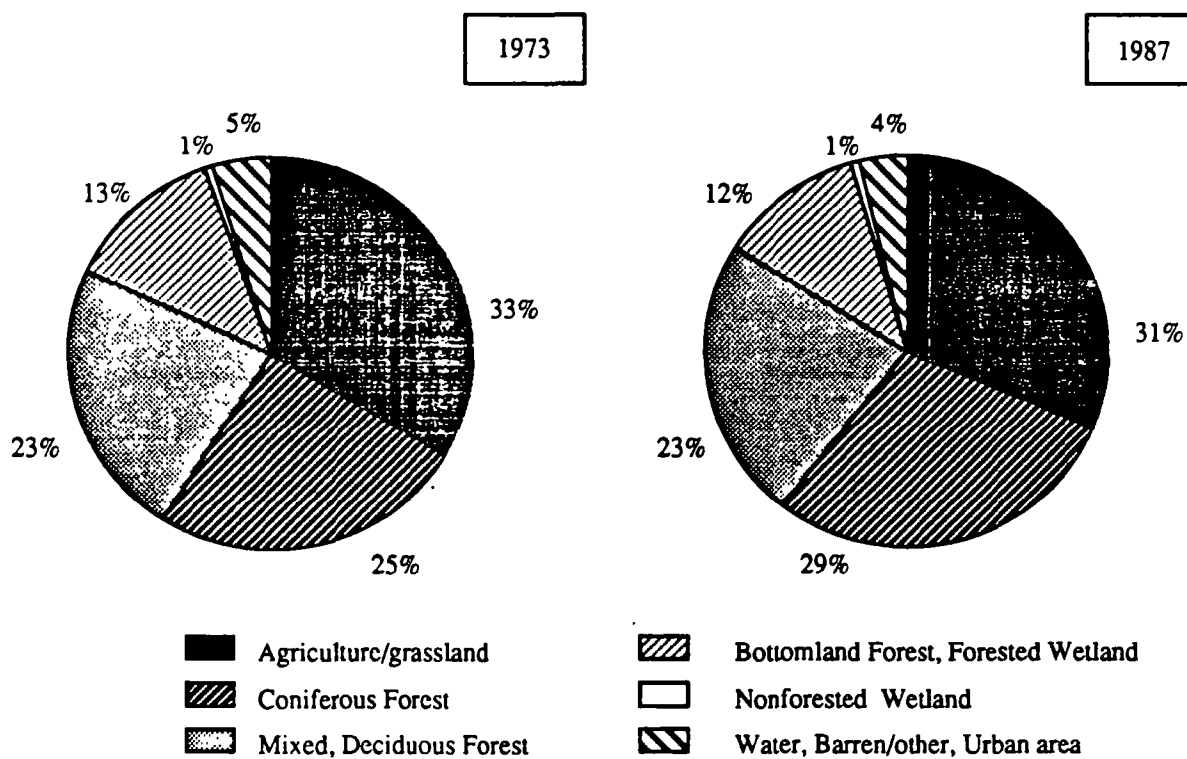 1973
1987
5%
1%
13%
33%
23%
25%
4%
1%
12%
31%
23%
29%
Agriculture/grassland
Coniferous Forest
Mixed, Deciduous Forest
Bottomland Forest, Forested Wetland
Nonforested Wetland
Water, Barren/other, Urban area